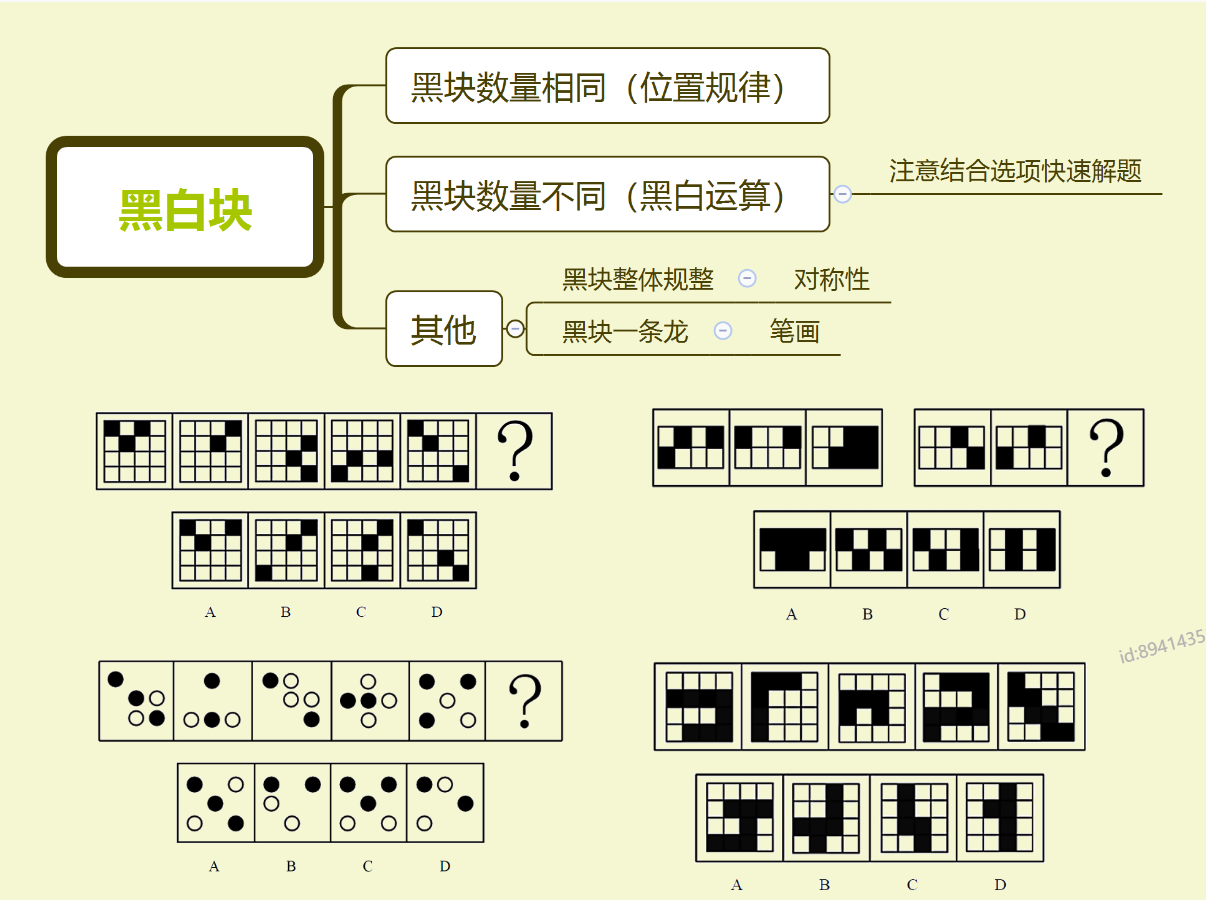 黑白块
黑块数量相同（位置规律）
黑块数量不同（黑白运算）
注意结合选项快速解题
其他
黑块整体规整
对称性
黑块一条龙
笔画
?
A B C D
?
A B C D
?
A B C D
A B C D
id:8941435